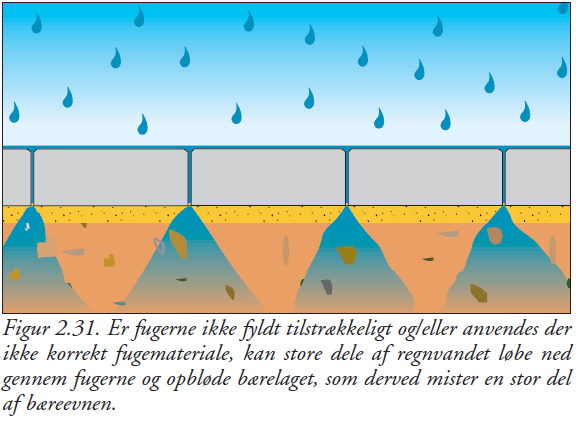 Figur 2.31. Er fugerne ikke fyldt tilstrækkeligt og/eller anvendes der
ikke korrekt fugemateriale, kan store dele af regnvandet løbe ned
gennem fugerne og opbløde bærelaget, som derved mister en stor del
af bæreevnen.